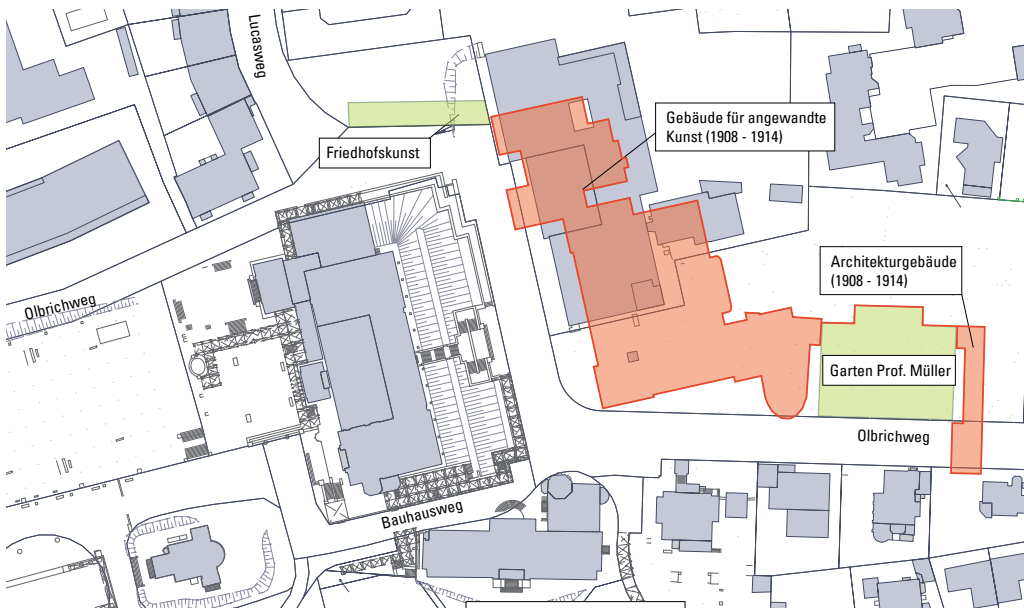 Lucasweg
Gebäude für angewandte
Kunst (1908 - 1914)
Friedhofskunst
Architekturgebäude
(1908 - 1914)
Olbrichweg
Garten Prof. Müller
Olbrichweg
Bauhausweg